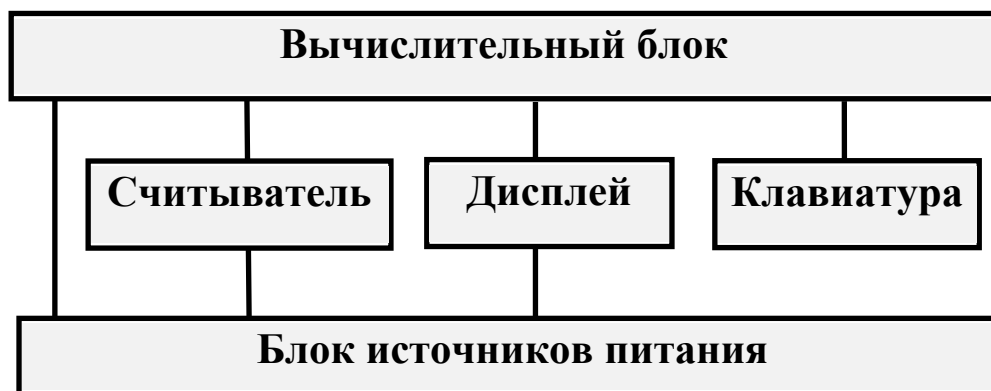 Вычислительный блок
Считыватель
Дисплей
Клавиатура
Блок источников питания